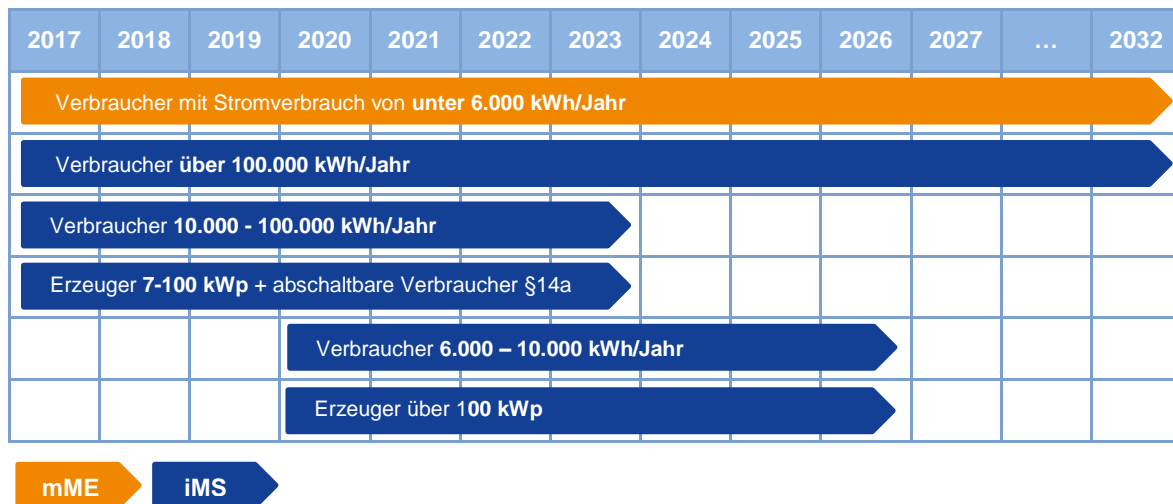 2017 2018 2019 2020 2021 2022 2023 2024 2025 2026 2027 … 2032
Verbraucher mit Stromverbrauch von unter 6.000 kWh/Jahr
Verbraucher über 100.000 kWh/Jahr
Verbraucher 10.000 - 100.000 kWh/Jahr
Erzeuger 7-100 kWp + abschaltbare Verbraucher §14a
Verbraucher 6.000 – 10.000 kWh/Jahr
Erzeuger über 100 kWp
mME iMS